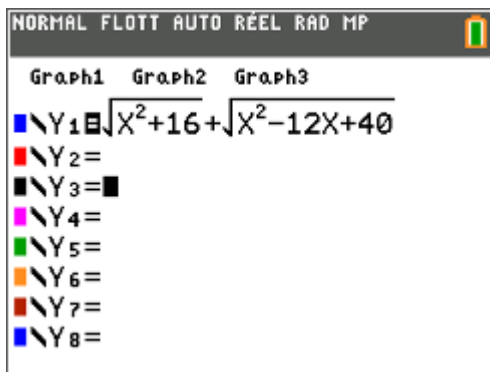 NORMAL FLOTT AUTO RÉEL RAD MP
Graph1 Graph2 Graph3
\Y₁=√(X²+16)+√(X²−12X+40)
\Y₂=
\Y₃=
\Y₄=
\Y₅=
\Y₆=
\Y₇=
\Y₈=